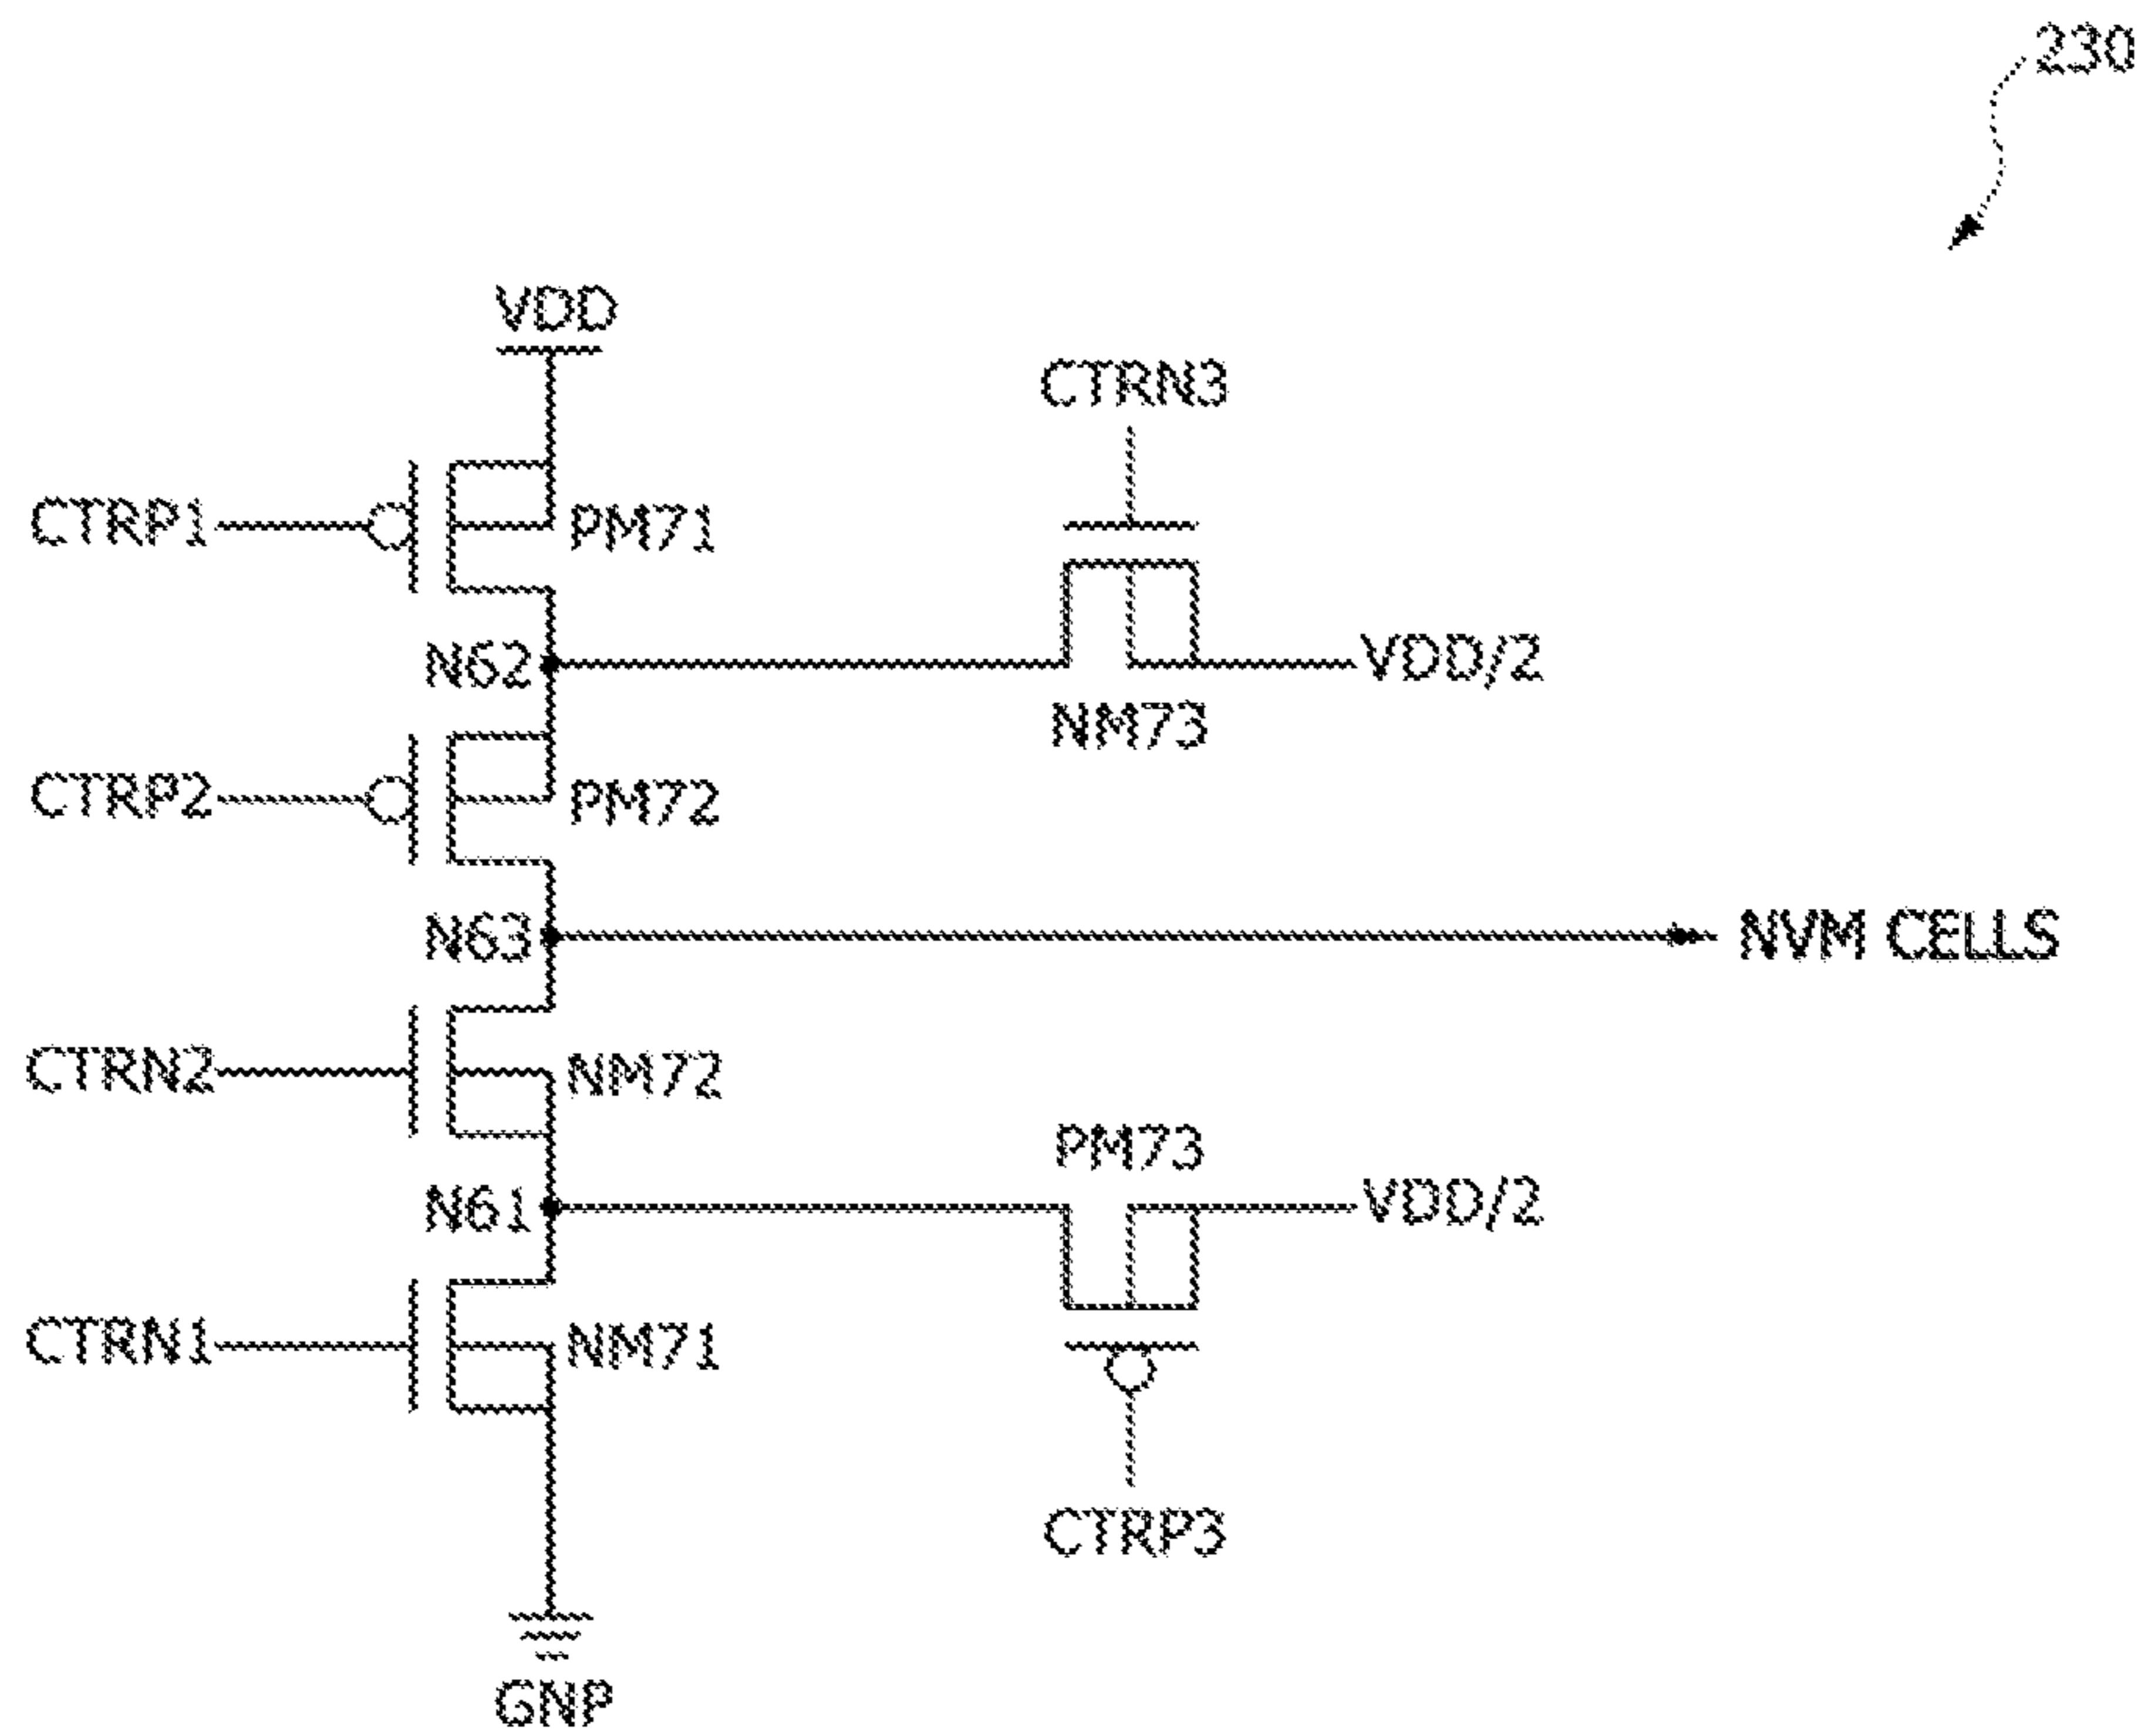 230
VDD
CTRN3
CTRP1
PM71
N62
VDD/2
NM73
CTRP2
PM72
N63
NVM CELLS
CTRN2
NM72
PM73
N61
VDD/2
CTRN1
NM71
CTRP3
GNP